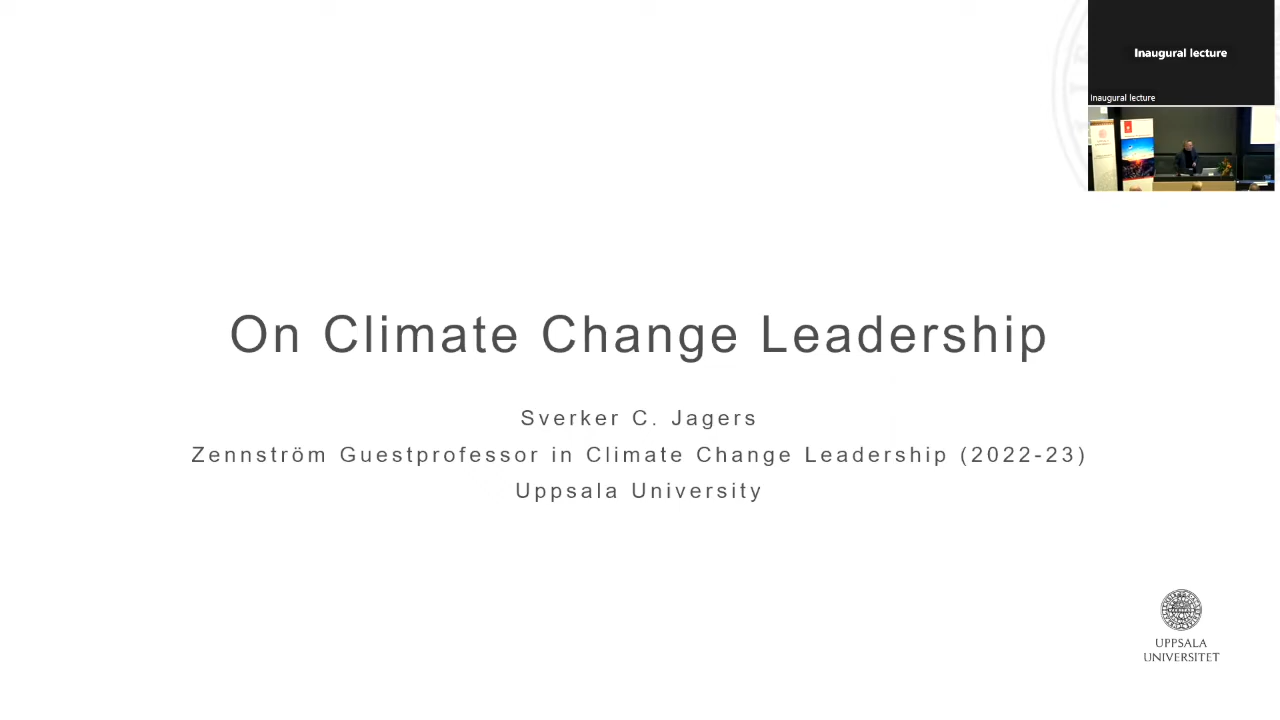 Inaugural lecture
Inaugural lecture
On Climate Change Leadership
Sverker C. Jagers
Zennström Guestprofessor in Climate Change Leadership (2022-23)
Uppsala University
UPPSALA
UNIVERSITET